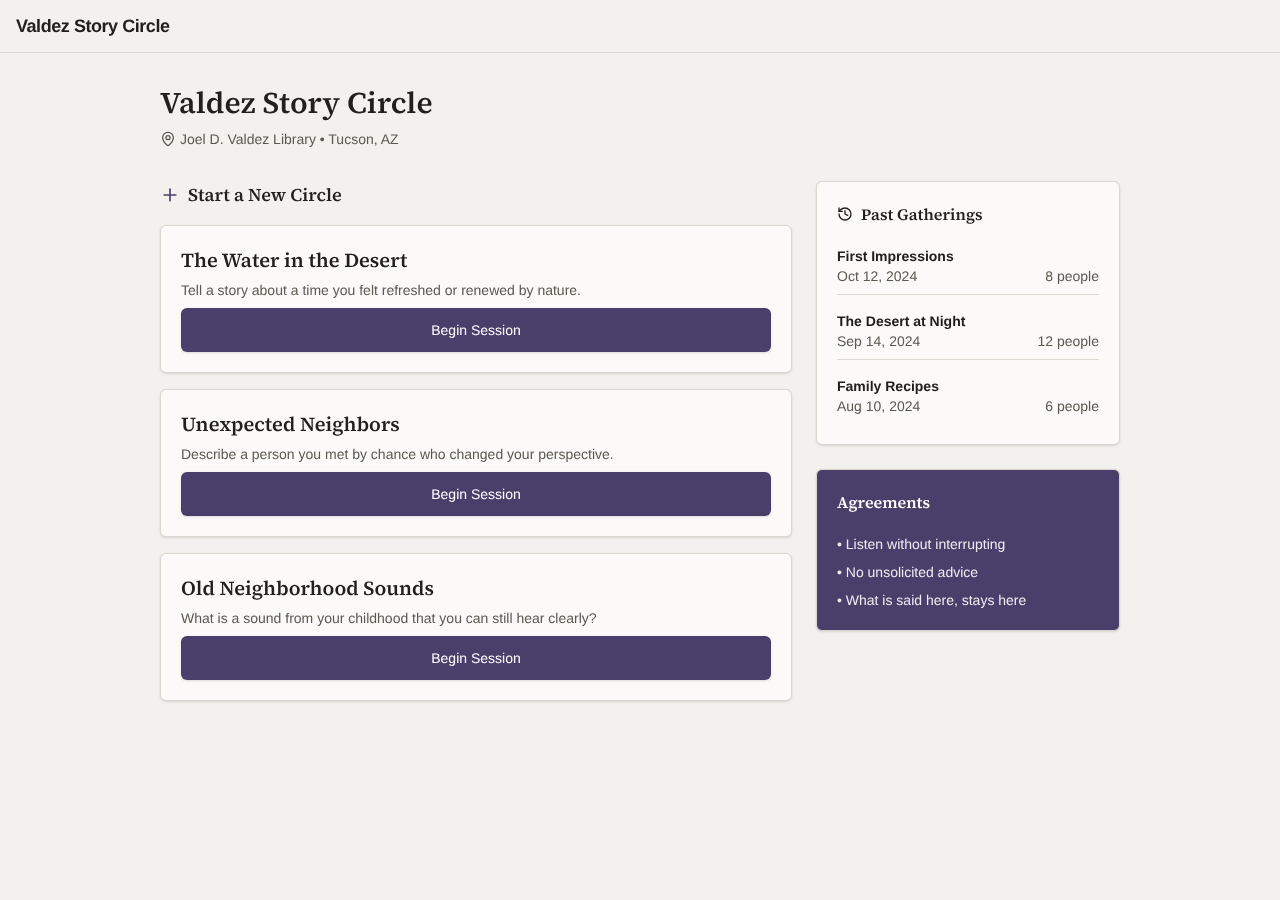 Valdez Story Circle
Valdez Story Circle
Joel D. Valdez Library • Tucson, AZ
Start a New Circle
The Water in the Desert
Tell a story about a time you felt refreshed or renewed by nature.
Begin Session
Unexpected Neighbors
Describe a person you met by chance who changed your perspective.
Begin Session
Old Neighborhood Sounds
What is a sound from your childhood that you can still hear clearly?
Begin Session
Past Gatherings
First Impressions
Oct 12, 2024 8 people
The Desert at Night
Sep 14, 2024 12 people
Family Recipes
Aug 10, 2024 6 people
Agreements
• Listen without interrupting
• No unsolicited advice
• What is said here, stays here